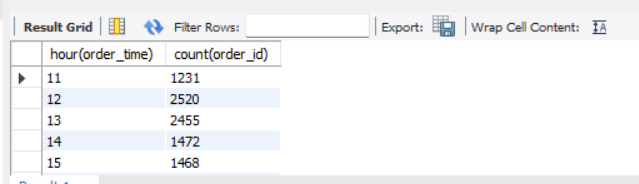 Result Grid Filter Rows: Export: Wrap Cell Content: IA
hour(order_time) count(order_id)
11 1231
12 2520
13 2455
14 1472
15 1468